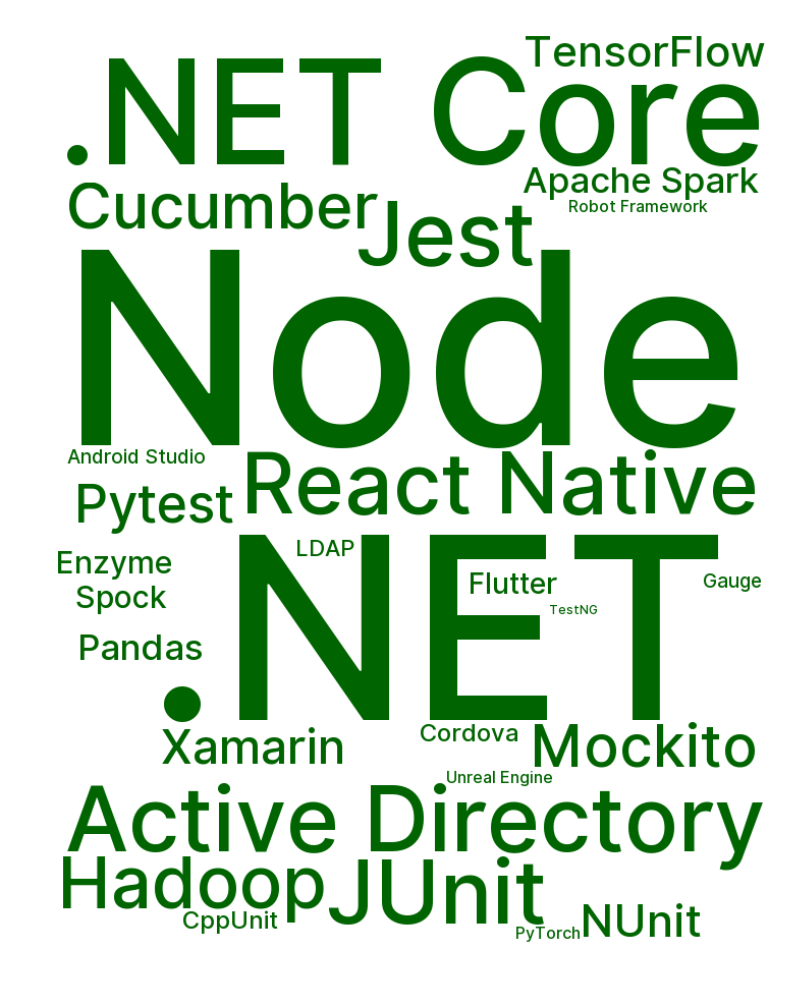 TensorFlow
.NET Core
Apache Spark
Cucumber
Robot Framework
Jest
Node
Android Studio
React Native
Pytest
LDAP
Enzyme
Flutter
Gauge
Spock
TestNG
.NET
Pandas
Xamarin
Cordova
Mockito
Unreal Engine
Active Directory
Hadoop
JUnit
CppUnit
NUnit
PyTorch